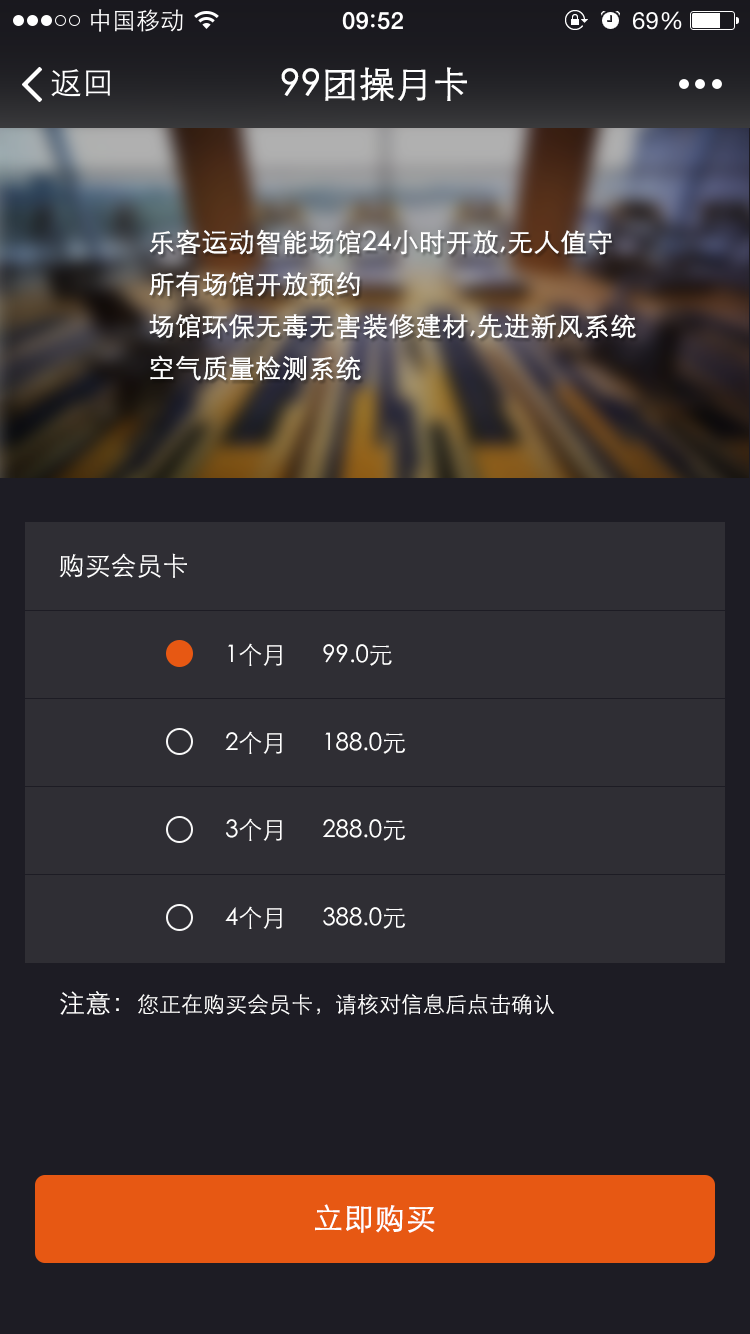 中国移动 09:52 69%
返回 99团操月卡
乐客运动智能场馆24小时开放,无人值守
所有场馆开放预约
场馆环保无毒无害装修建材,先进新风系统
空气质量检测系统
购买会员卡
1个月 99.0元
2个月 188.0元
3个月 288.0元
4个月 388.0元
注意：您正在购买会员卡，请核对信息后点击确认
立即购买